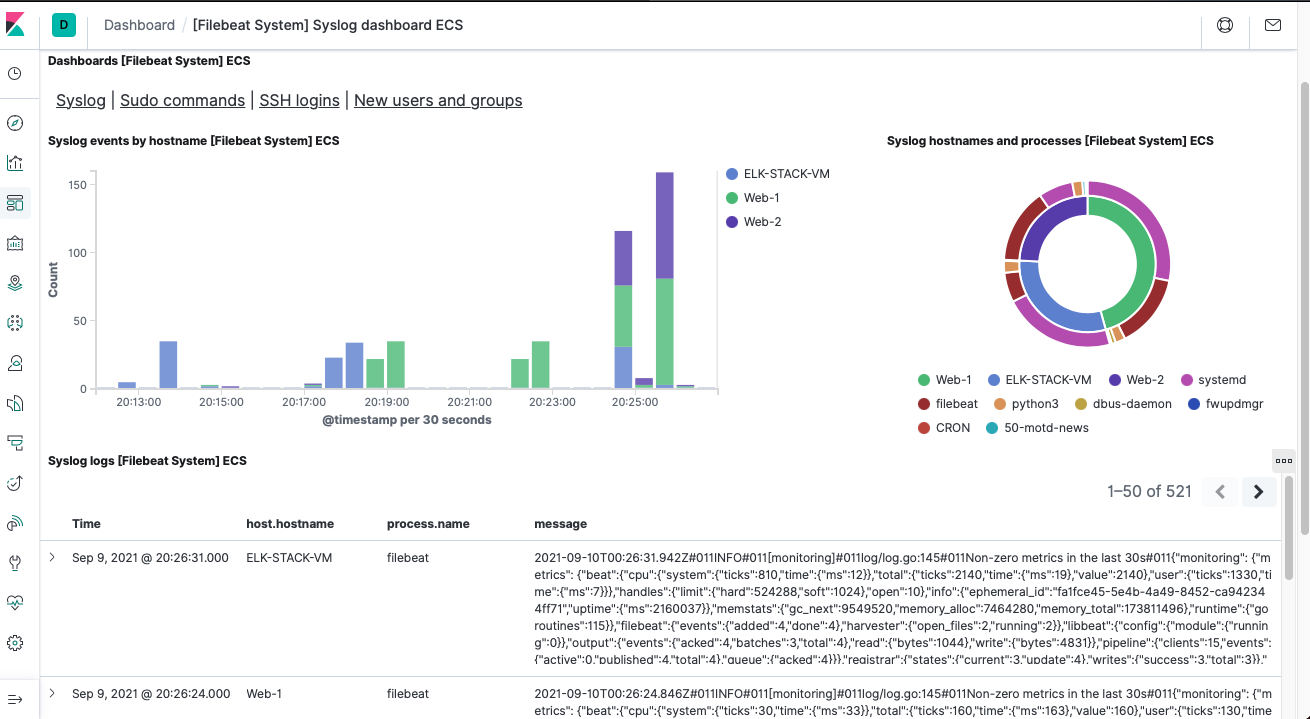 D Dashboard / [Filebeat System] Syslog dashboard ECS
Dashboards [Filebeat System] ECS
Syslog | Sudo commands | SSH logins | New users and groups
Syslog events by hostname [Filebeat System] ECS
Count
150
100
50
0
20:13:00 20:15:00 20:17:00 20:19:00 20:21:00 20:23:00 20:25:00
@timestamp per 30 seconds
ELK-STACK-VM
Web-1
Web-2
Syslog hostnames and processes [Filebeat System] ECS
Web-1 ELK-STACK-VM Web-2 systemd
filebeat python3 dbus-daemon fwupdmgr
CRON 50-motd-news
Syslog logs [Filebeat System] ECS
1–50 of 521
Time host.hostname process.name message
Sep 9, 2021 @ 20:26:31.000 ELK-STACK-VM filebeat 2021-09-10T00:26:31.942Z#011INFO#011[monitoring]#011log/log.go:145#011Non-zero metrics in the last 30s#011{"monitoring": {"m
etrics": {"beat":{"cpu":{"system":{"ticks":810,"time":{"ms":12}},"total":{"ticks":2140,"time":{"ms":19},"value":2140},"user":{"ticks":1330,"ti
me":{"ms":7}}},"handles":{"limit":{"hard":524288,"soft":1024},"open":10},"info":{"ephemeral_id":"fa1fce45-5e4b-4a49-8452-ca94234
4ff71","uptime":{"ms":2160037}},"memstats":{"gc_next":9549520,"memory_alloc":7464280,"memory_total":173811496},"runtime":{"go
routines":115}},"filebeat":{"events":{"added":4,"done":4},"harvester":{"open_files":2,"running":2}},"libbeat":{"config":{"module":{"runnin
g":0}},"output":{"events":{"acked":4,"batches":3,"total":4},"read":{"bytes":1044},"write":{"bytes":4831}},"pipeline":{"clients":15,"events":
{"active":0,"published":4,"total":4},"queue":{"acked":4}}},"registrar":{"states":{"current":3,"update":4},"writes":{"success":3,"total":3}},"
Sep 9, 2021 @ 20:26:24.000 Web-1 filebeat 2021-09-10T00:26:24.846Z#011INFO#011[monitoring]#011log/log.go:145#011Non-zero metrics in the last 30s#011{"monitoring": {"m
etrics": {"beat":{"cpu":{"system":{"ticks":30,"time":{"ms":33}},"total":{"ticks":160,"time":{"ms":163},"value":160},"user":{"ticks":130,"time